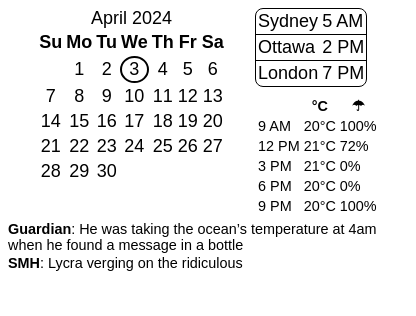 April 2024
Su Mo Tu We Th Fr Sa
1 2 3 4 5 6
7 8 9 10 11 12 13
14 15 16 17 18 19 20
21 22 23 24 25 26 27
28 29 30
Sydney 5 AM
Ottawa 2 PM
London 7 PM
°C ☂
9 AM 20°C 100%
12 PM 21°C 72%
3 PM 21°C 0%
6 PM 20°C 0%
9 PM 20°C 100%
Guardian: He was taking the ocean’s temperature at 4am
when he found a message in a bottle
SMH: Lycra verging on the ridiculous